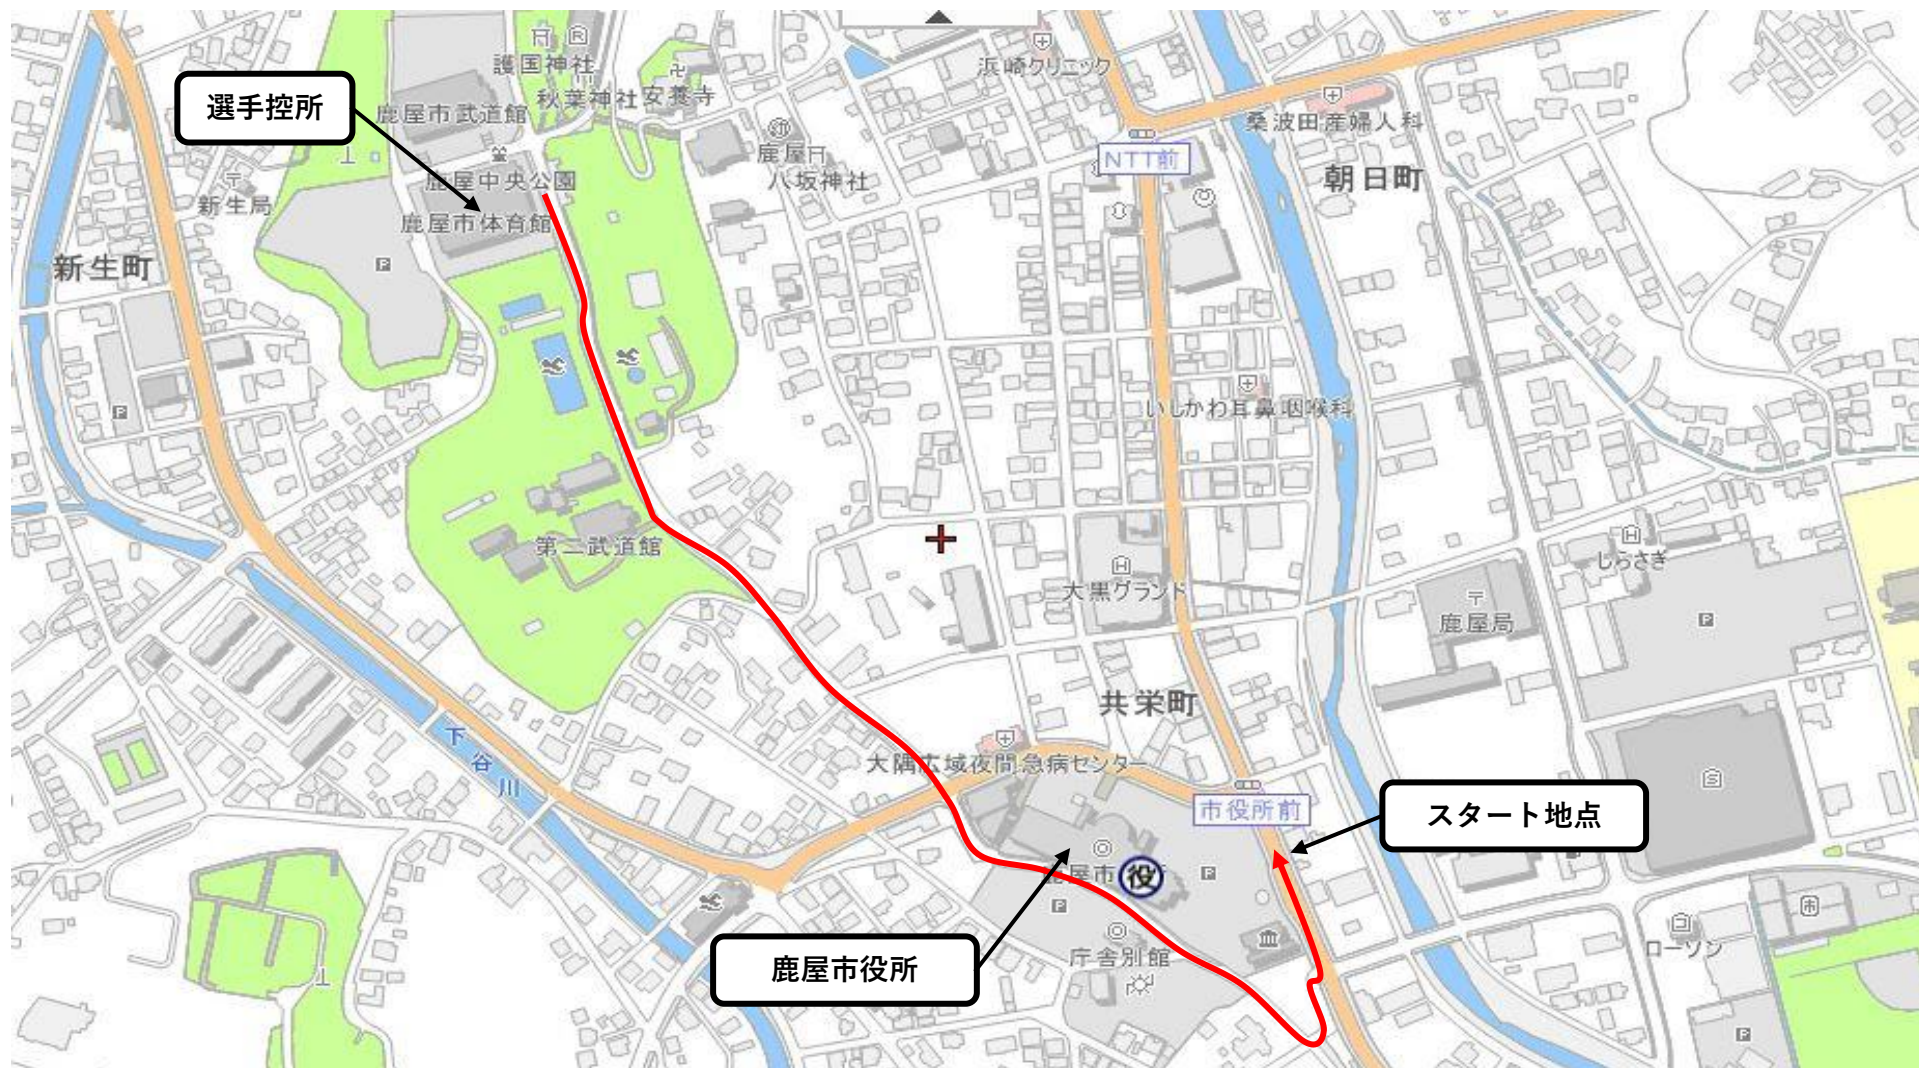 護国神社
浜崎クリニック
選手控所
鹿屋市武道館
秋葉神社
安養寺
桑波田産婦人科
鹿屋
八坂神社
NTT前
朝日町
鹿屋中央公園
新生局
鹿屋市体育館
新生町
いしかわ耳鼻咽喉科
第二武道館
大黒グランド
しらさぎ
鹿屋局
共栄町
下谷川
大隅広域夜間急病センター
市役所前
スタート地点
鹿屋市
役
所
庁舎別館
鹿屋市役所
ローソン